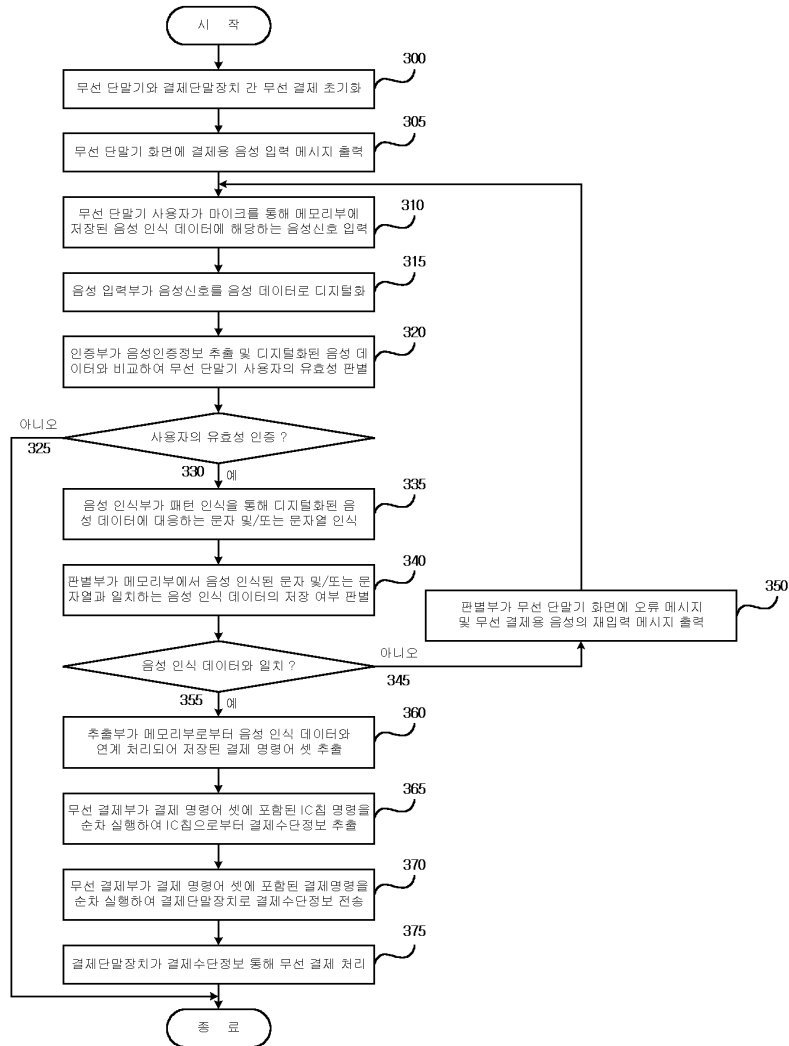 시 작
300
무선 단말기와 결제단말장치 간 무선 결제 초기화
305
무선 단말기 화면에 결제용 음성 입력 메시지 출력
310
무선 단말기 사용자가 마이크를 통해 메모리부에
저장된 음성 인식 데이터에 해당하는 음성신호 입력
315
음성 입력부가 음성신호를 음성 데이터로 디지털화
320
인증부가 음성인증정보 추출 및 디지털화된 음성 데
이터와 비교하여 무선 단말기 사용자의 유효성 판별
아니오
325
사용자의 유효성 인증 ?
330
예
335
음성 인식부가 패턴 인식을 통해 디지털화된 음
성 데이터에 대응하는 문자 및/또는 문자열 인식
340
판별부가 메모리부에서 음성 인식된 문자 및/또는 문
자열과 일치하는 음성 인식 데이터의 저장 여부 판별
350
판별부가 무선 단말기 화면에 오류 메시지
및 무선 결제용 음성의 재입력 메시지 출력
음성 인식 데이터와 일치 ?
아니오
345
355
예
360
추출부가 메모리부로부터 음성 인식 데이터와
연계 처리되어 저장된 결제 명령어 셋 추출
365
무선 결제부가 결제 명령어 셋에 포함된 IC칩 명령을
순차 실행하여 IC칩으로부터 결제수단정보 추출
370
무선 결제부가 결제 명령어 셋에 포함된 결제명령을
순차 실행하여 결제단말장치로 결제수단정보 전송
375
결제단말장치가 결제수단정보 통해 무선 결제 처리
종 료